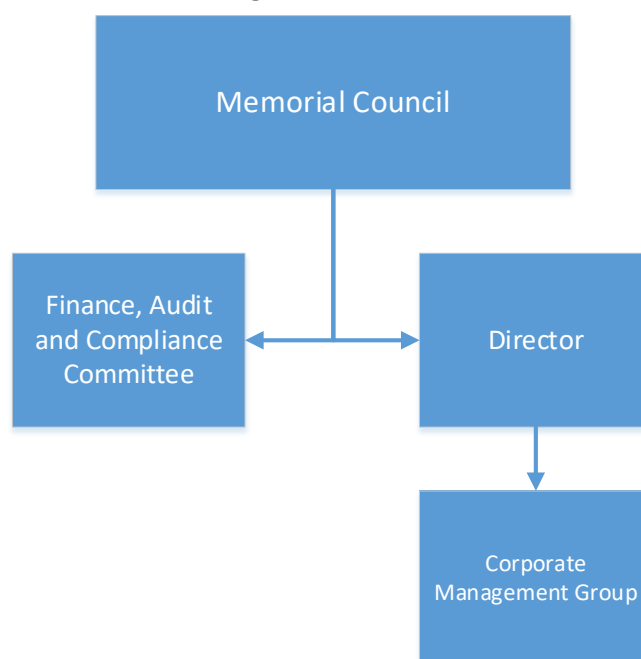 Memorial Council
Finance, Audit
and Compliance
Committee
Director
Corporate
Management Group